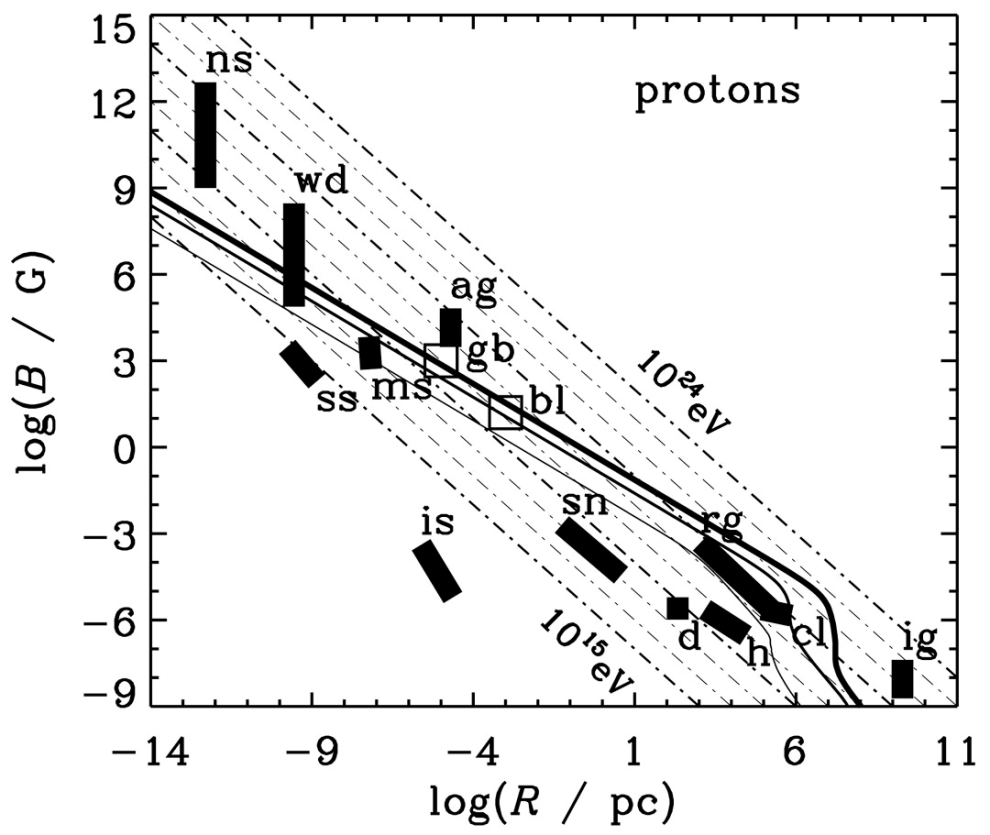 15
ns
protons
12
wd
9
6
ag
3
gb
ss
ms
bl
10²⁴eV
0
log(B / G)
sn
rg
is
−3
−6
10¹⁵eV
d
h
cl
ig
−9
−14 −9 −4 1 6 11
log(R / pc)